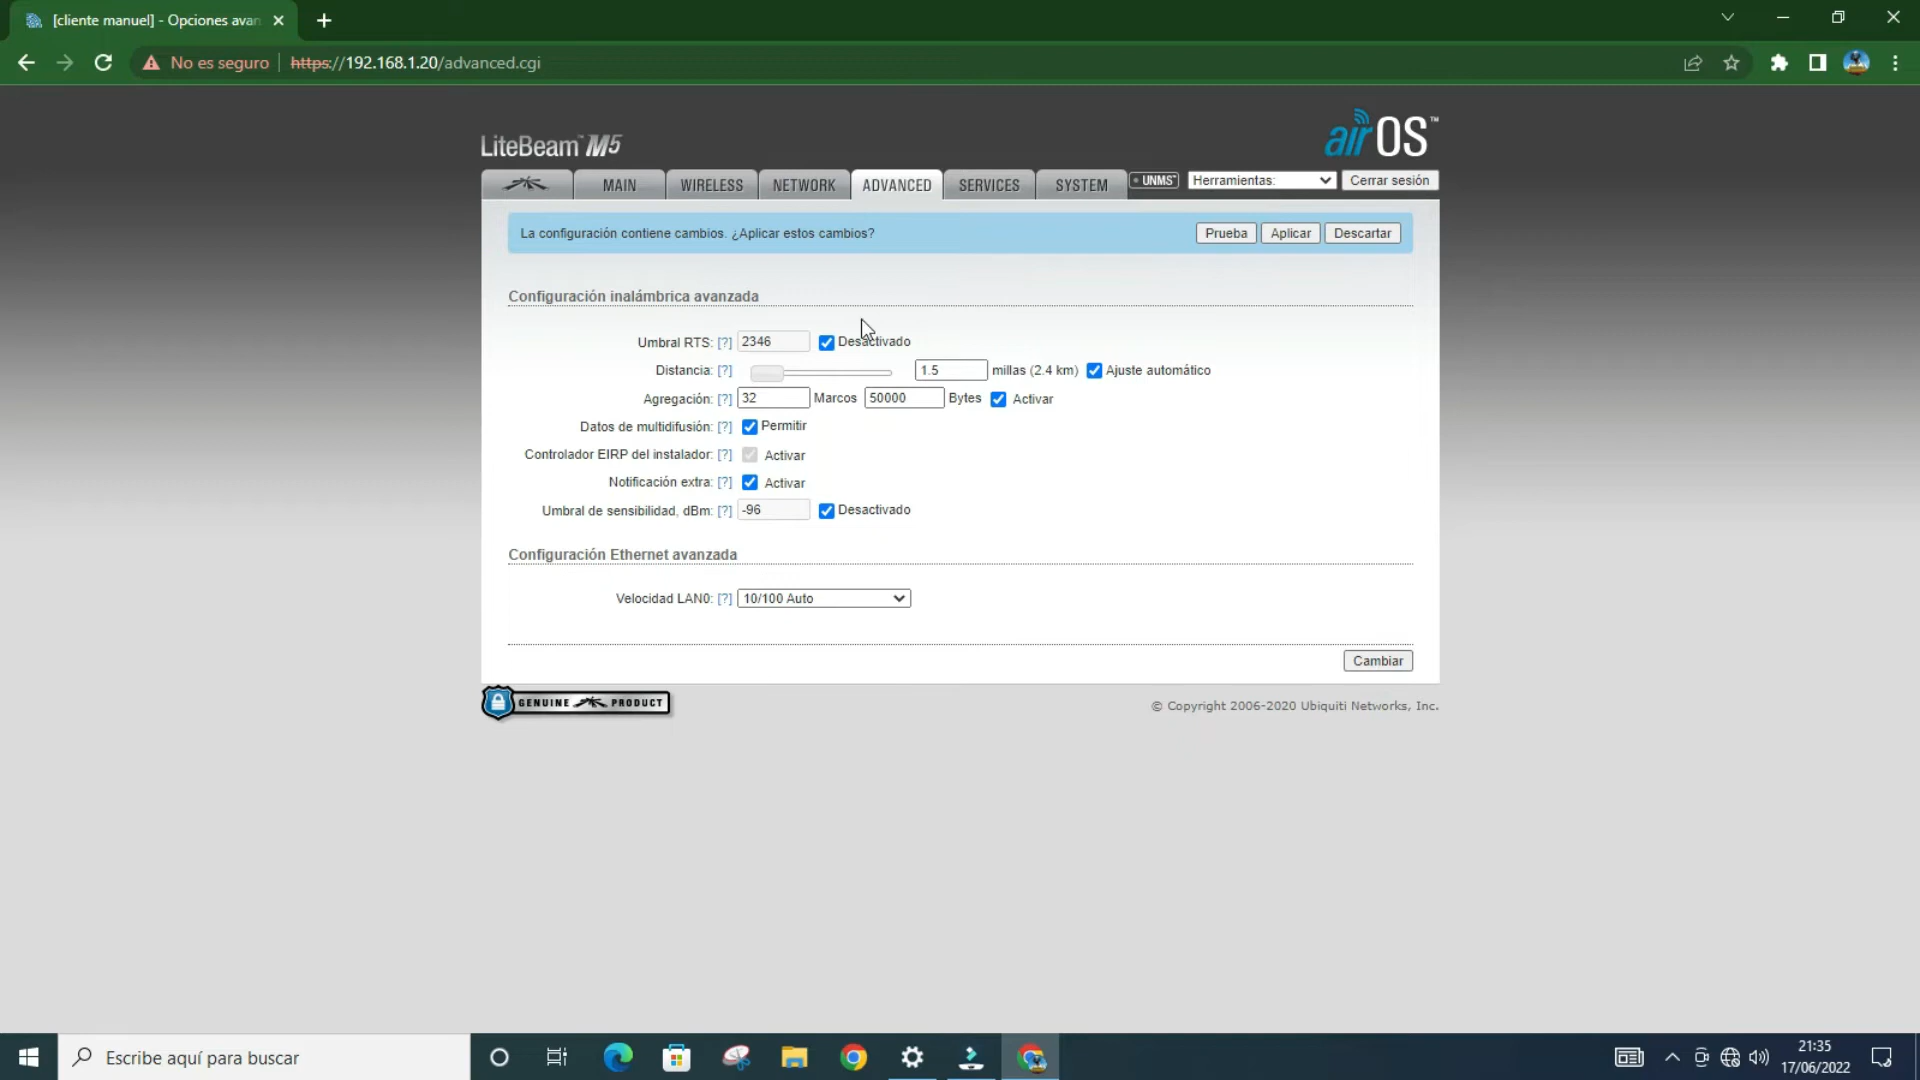 [cliente manuel] - Opciones avan
No es seguro | https://192.168.1.20/advanced.cgi
LiteBeam™ M5
airOS™
MAIN WIRELESS NETWORK ADVANCED SERVICES SYSTEM UNMS™ Herramientas: Cerrar sesión
La configuración contiene cambios. ¿Aplicar estos cambios? Prueba Aplicar Descartar
Configuración inalámbrica avanzada
Umbral RTS: [?] 2346 Desactivado
Distancia: [?] 1.5 millas (2.4 km) Ajuste automático
Agregación: [?] 32 Marcos 50000 Bytes Activar
Datos de multidifusión: [?] Permitir
Controlador EIRP del instalador: [?] Activar
Notificación extra: [?] Activar
Umbral de sensibilidad, dBm: [?] -96 Desactivado
Configuración Ethernet avanzada
Velocidad LAN0: [?] 10/100 Auto
Cambiar
GENUINE PRODUCT
© Copyright 2006-2020 Ubiquiti Networks, Inc.
Escribe aquí para buscar
21:35
17/06/2022